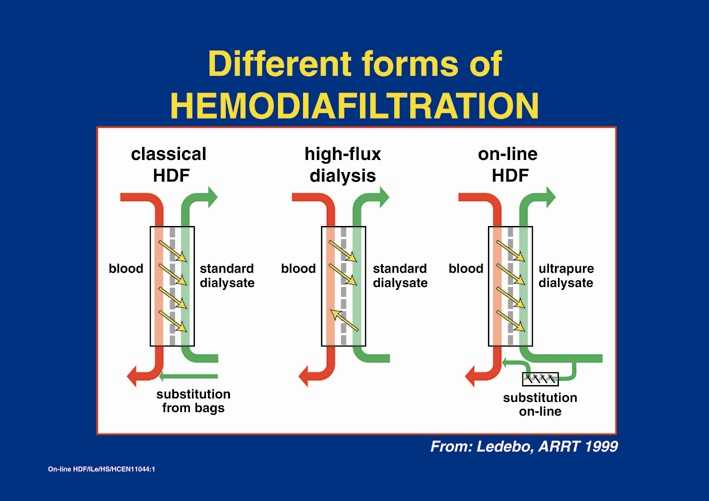 Different forms of
HEMODIAFILTRATION
classical
HDF
high-flux
dialysis
on-line
HDF
blood
standard
dialysate
blood
standard
dialysate
blood
ultrapure
dialysate
substitution
from bags
substitution
on-line
From: Ledebo, ARRT 1999
On-line HDF/ILe/HS/HCEN11044:1